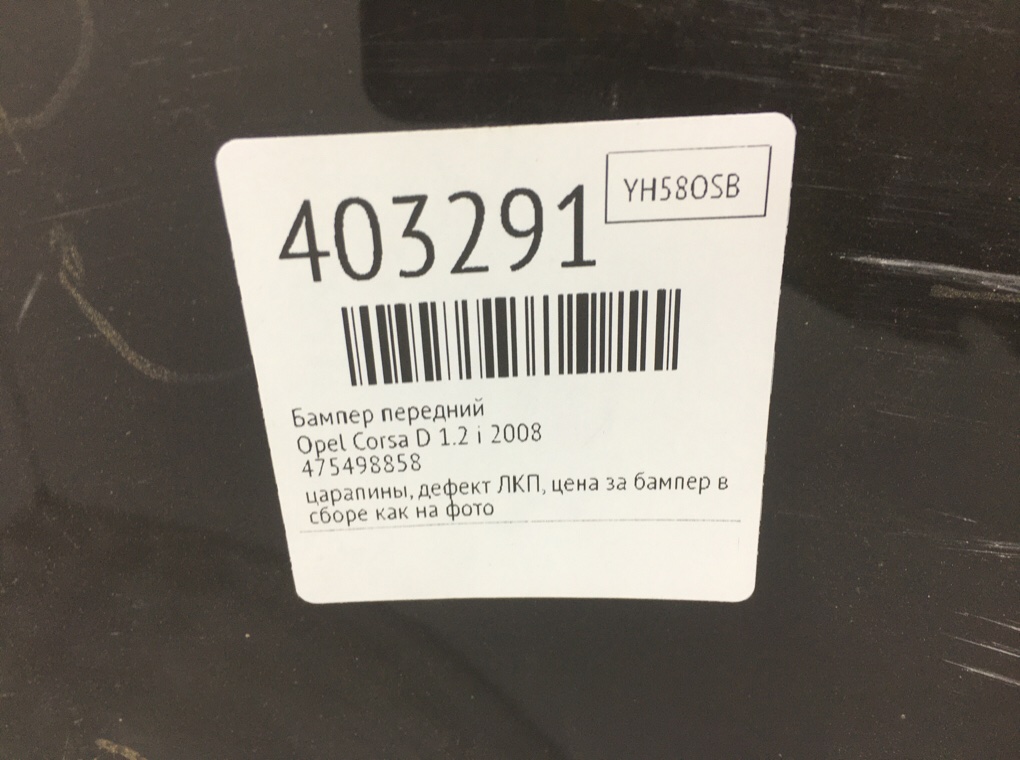 403291
YH58OSB
Бампер передний
Opel Corsa D 1.2 i 2008
475498858
царапины, дефект ЛКП, цена за бампер в
сборе как на фото